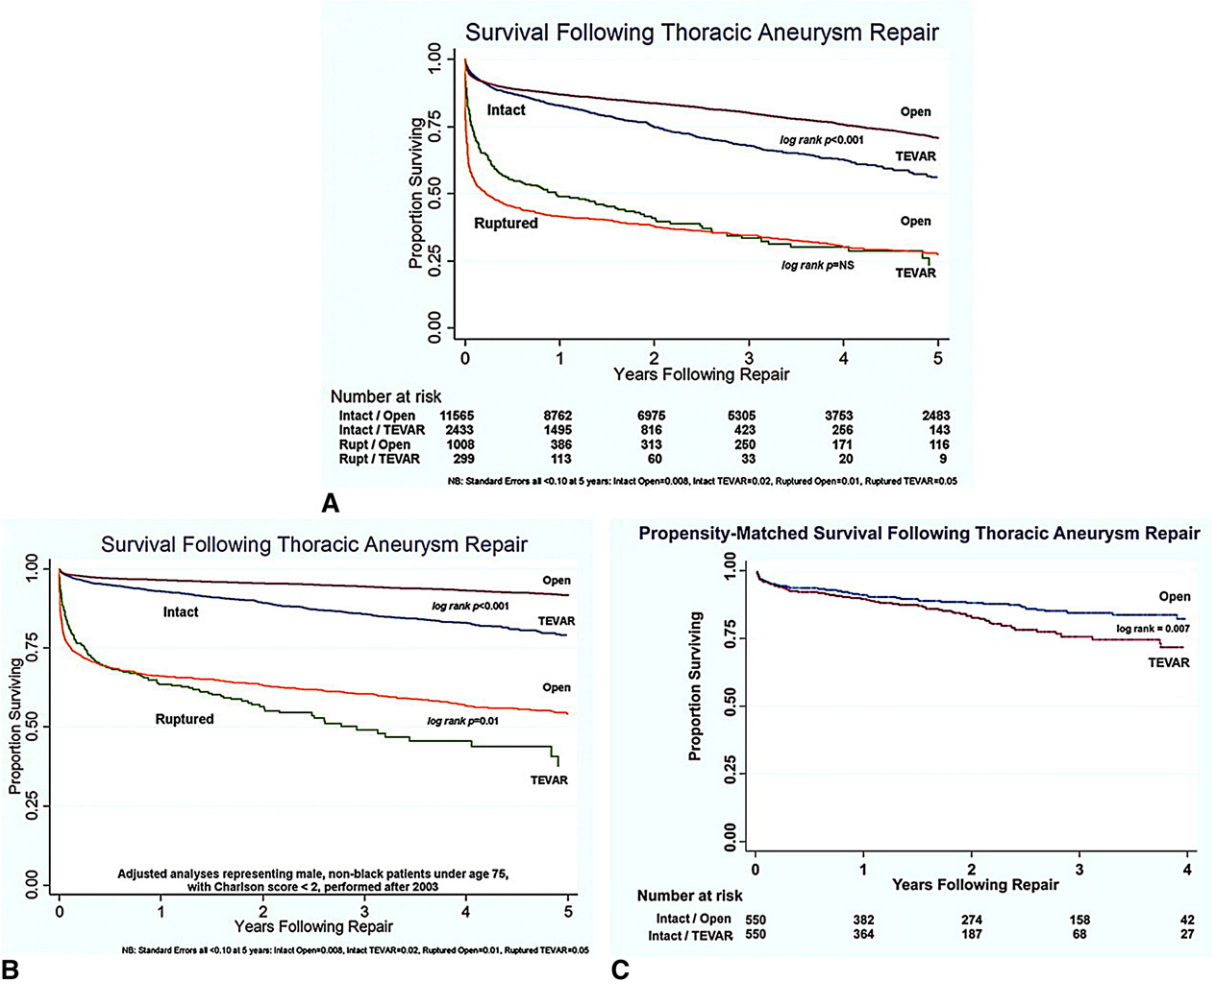 Survival Following Thoracic Aneurysm Repair
Proportion Surviving
1.00
0.75
0.50
0.25
0.00
Intact
Open
log rank p<0.001
TEVAR
Open
Ruptured
log rank p=NS
TEVAR
0 1 2 3 4 5
Years Following Repair
Number at risk
Intact / Open 11565 8762 6975 5305 3753 2483
Intact / TEVAR 2433 1495 816 423 256 143
Rupt / Open 1008 386 313 250 171 116
Rupt / TEVAR 299 113 60 33 20 9
NB: Standard Errors all <0.10 at 5 years: Intact Open=0.008, Intact TEVAR=0.02, Ruptured Open=0.01, Ruptured TEVAR=0.05
A
Survival Following Thoracic Aneurysm Repair
Proportion Surviving
1.00
0.75
0.50
0.25
0.00
Open
log rank p<0.001
Intact
TEVAR
Open
Ruptured
log rank p=0.01
TEVAR
Adjusted analyses representing male, non-black patients under age 75,
with Charlson score < 2, performed after 2003
0 1 2 3 4 5
Years Following Repair
NB: Standard Errors all <0.10 at 5 years: Intact Open=0.008, Intact TEVAR=0.02, Ruptured Open=0.01, Ruptured TEVAR=0.05
B
Propensity-Matched Survival Following Thoracic Aneurysm Repair
Proportion Surviving
1.00
0.75
0.50
0.25
0.00
Open
log rank = 0.007
TEVAR
0 1 2 3 4
Years Following Repair
Number at risk
Intact / Open 550 382 274 158 42
Intact / TEVAR 550 364 187 68 27
C